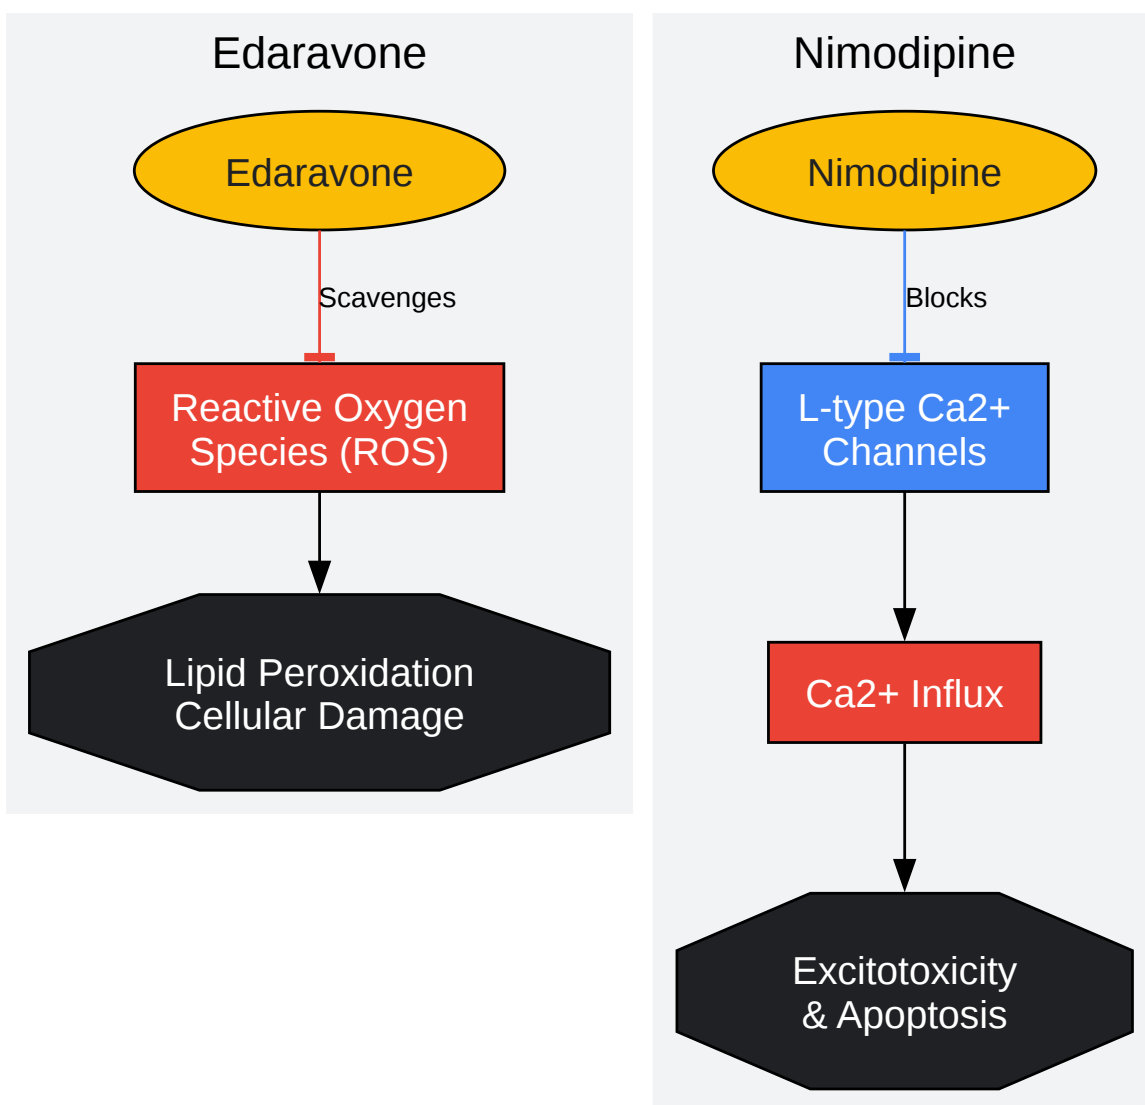 Edaravone
Edaravone
Scavenges
Reactive Oxygen
Species (ROS)
Lipid Peroxidation
Cellular Damage
Nimodipine
Nimodipine
Blocks
L-type Ca2+
Channels
Ca2+ Influx
Excitotoxicity
& Apoptosis